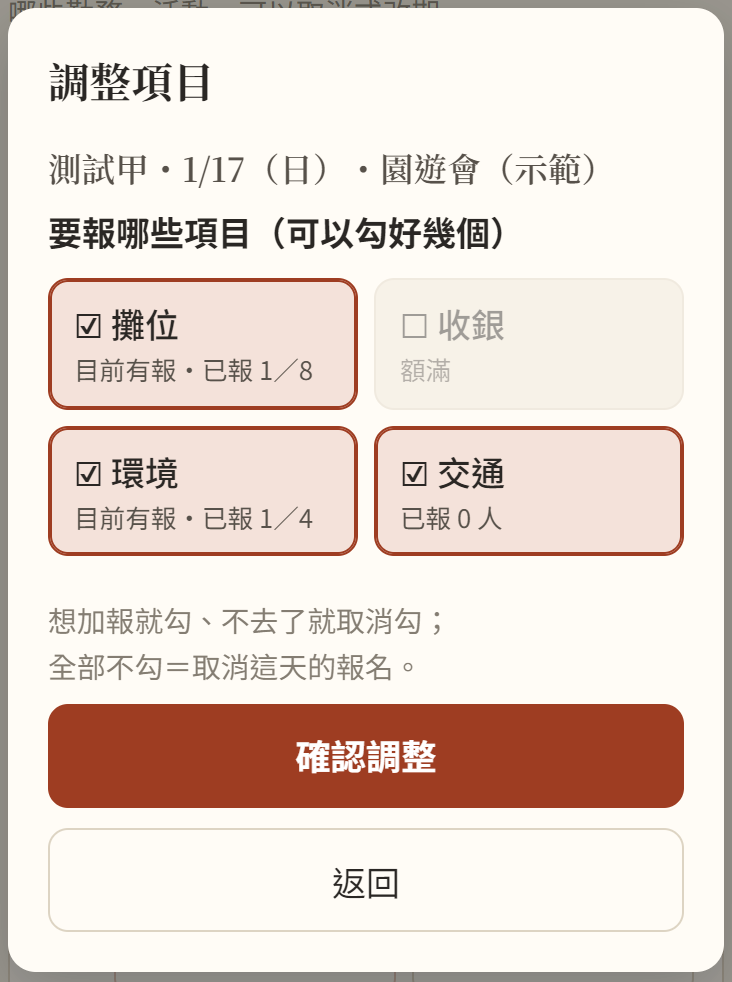 調整項目
測試甲・1/17（日）・園遊會（示範）
要報哪些項目（可以勾好幾個）
☑ 攤位
目前有報・已報 1／8
☐ 收銀
額滿
☑ 環境
目前有報・已報 1／4
☑ 交通
已報 0 人
想加報就勾、不去了就取消勾；
全部不勾＝取消這天的報名。
確認調整
返回